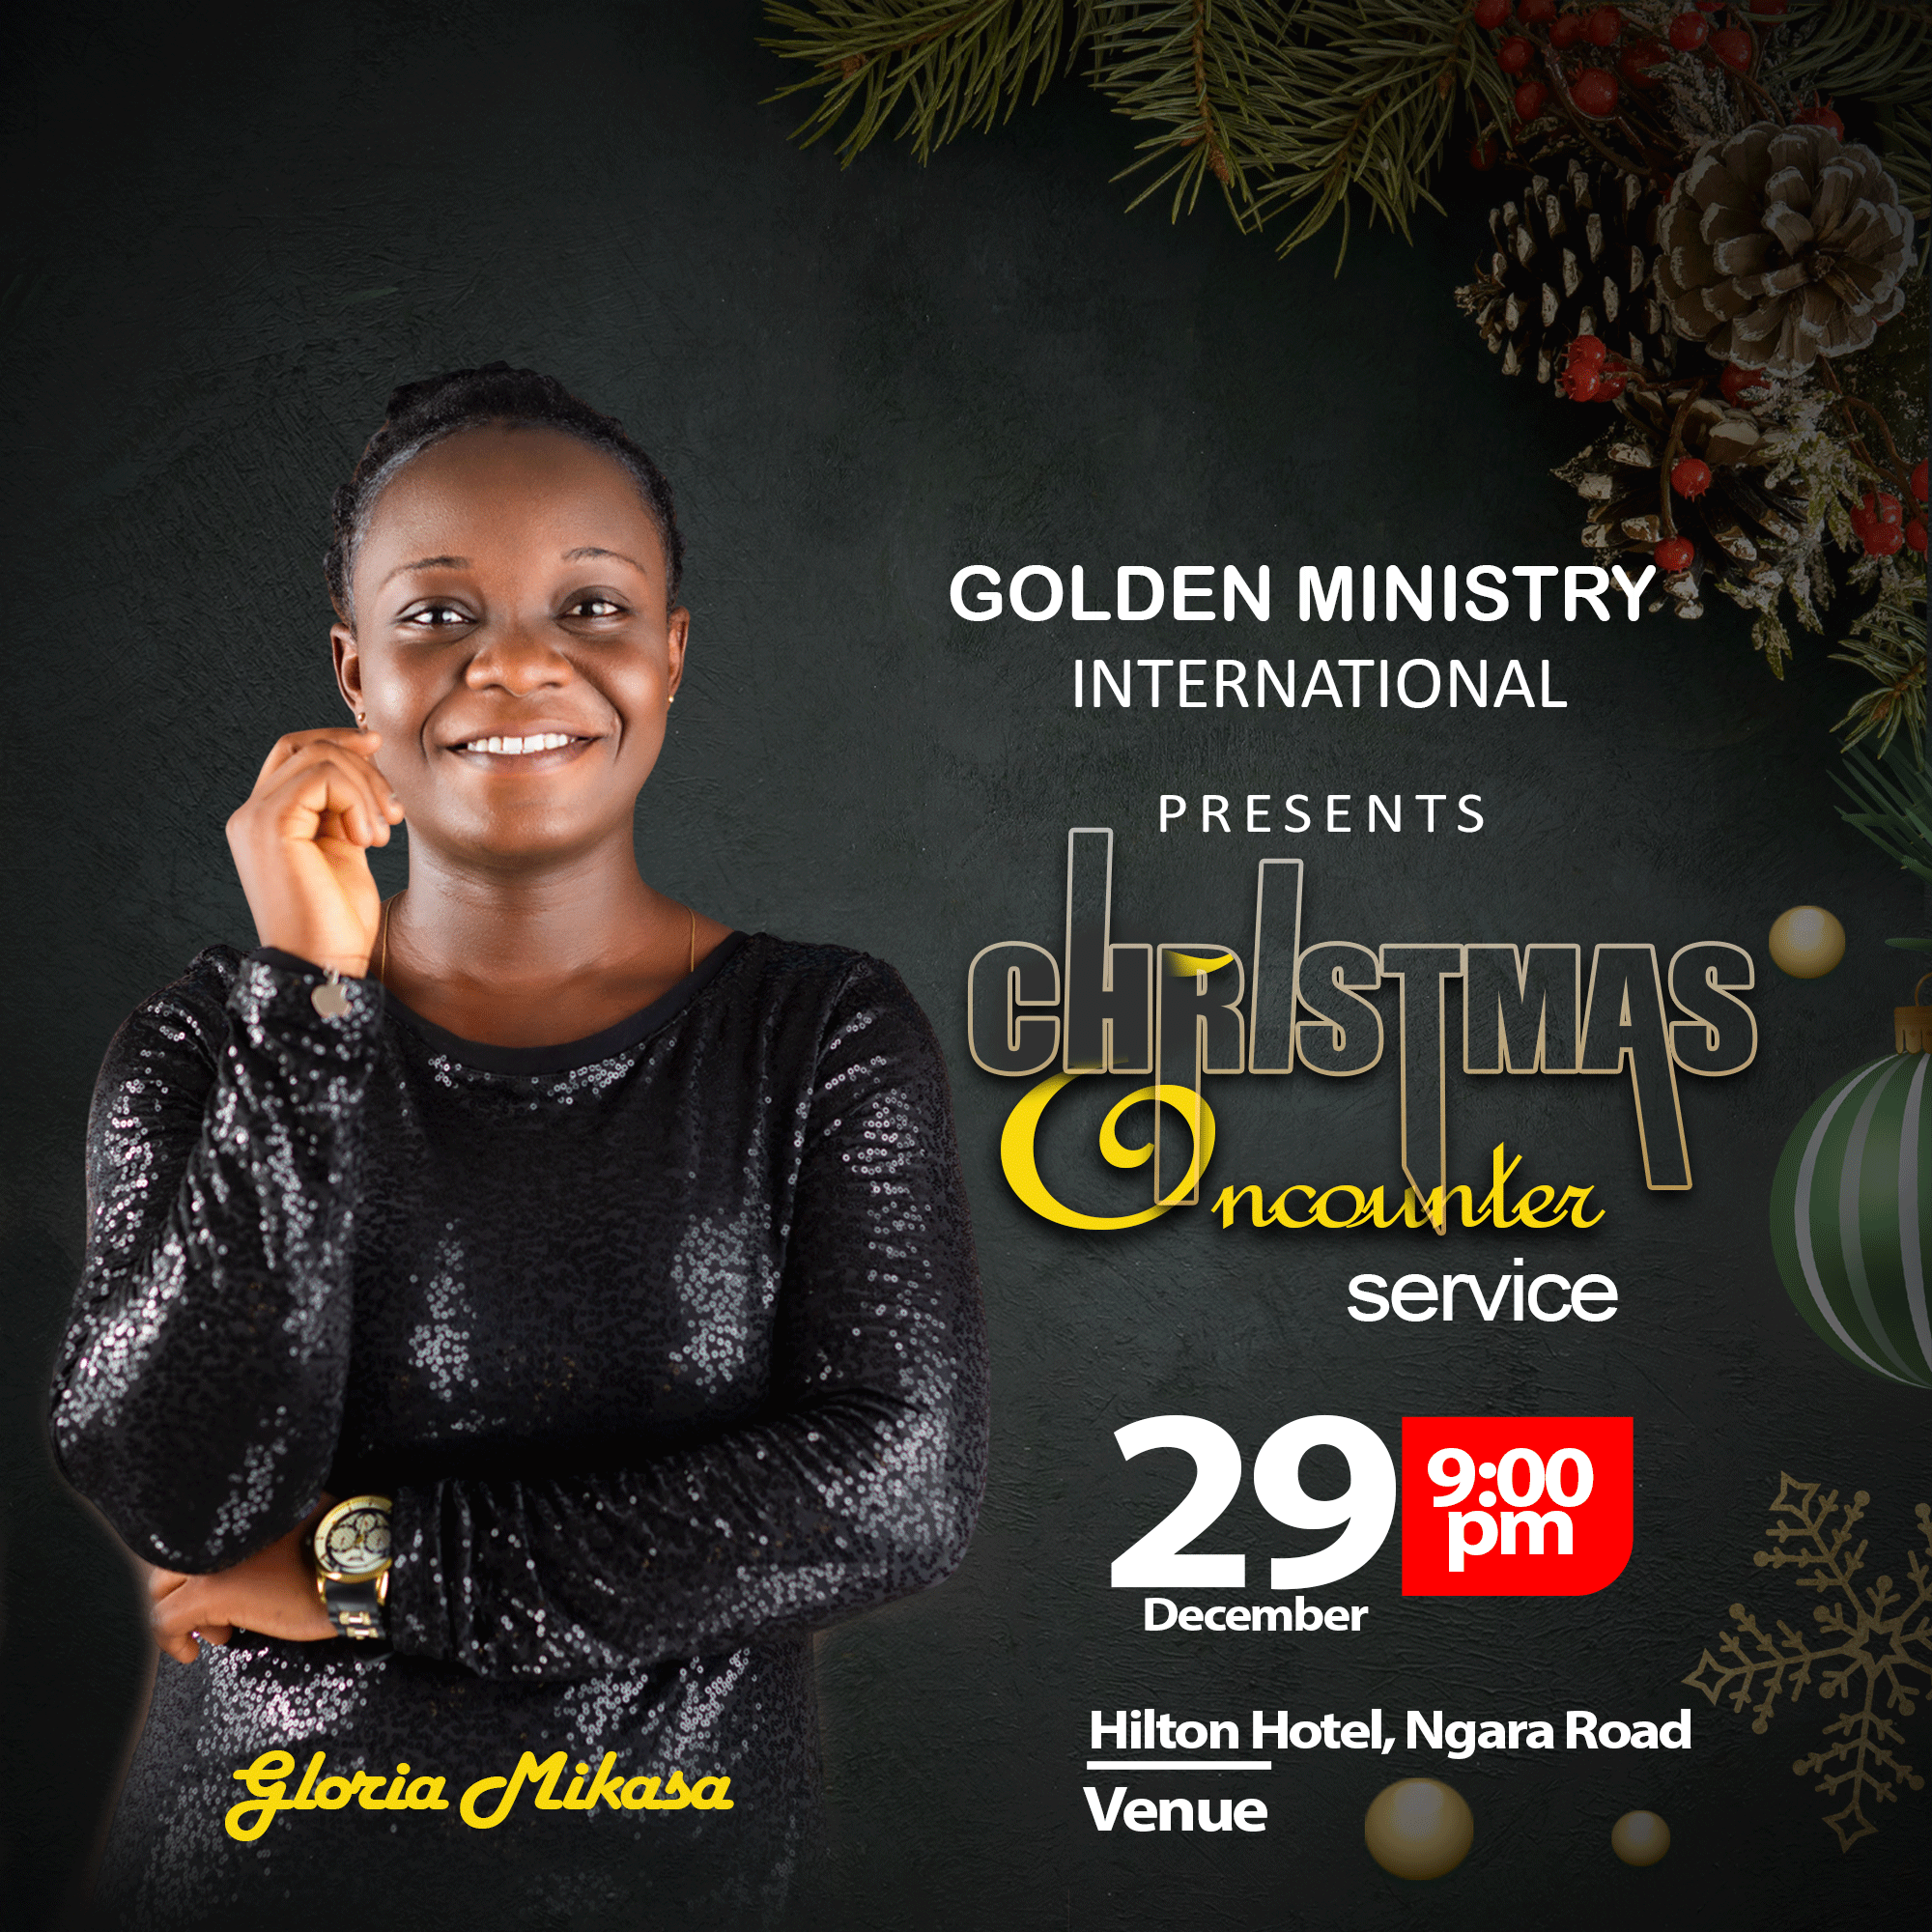 GOLDEN MINISTRY
INTERNATIONAL
PRESENTS
CHRISTMAS
Encounter
service
29
December
9:00
pm
Hilton Hotel, Ngara Road
Venue
Gloria Mikasa